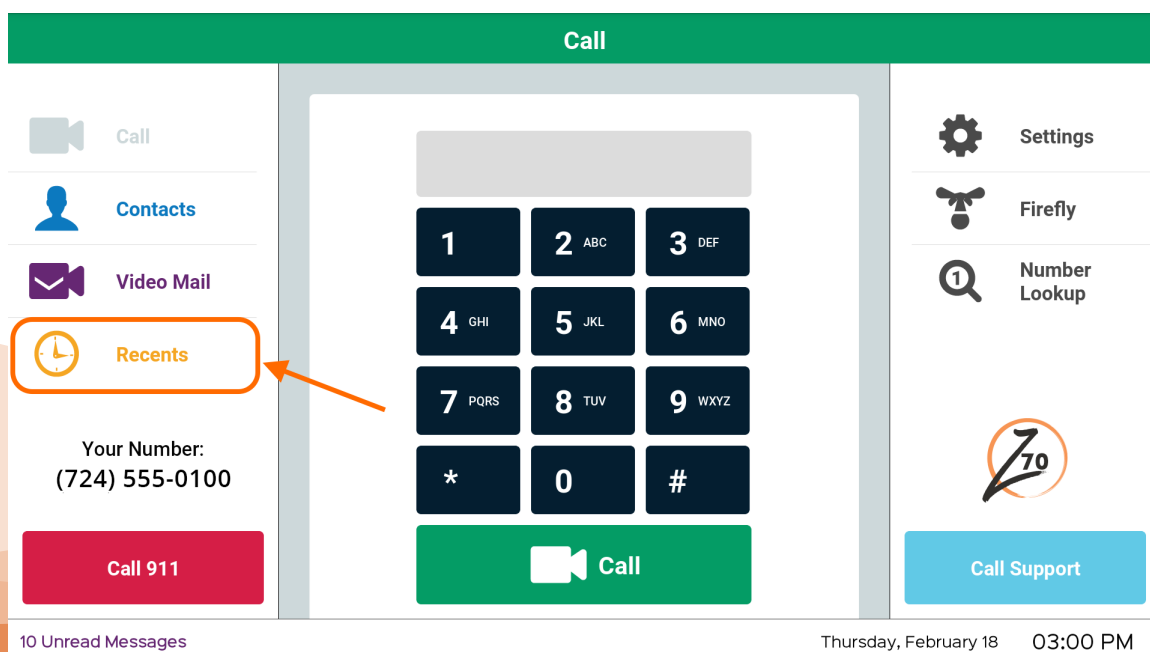 Call
Call
Contacts
Video Mail
Recents
Your Number:
(724) 555-0100
Call 911
1
2 ABC
3 DEF
4 GHI
5 JKL
6 MNO
7 PQRS
8 TUV
9 WXYZ
*
0
#
Call
Settings
Firefly
1
Number
Lookup
Z70
Call Support
10 Unread Messages
Thursday, February 18
03:00 PM